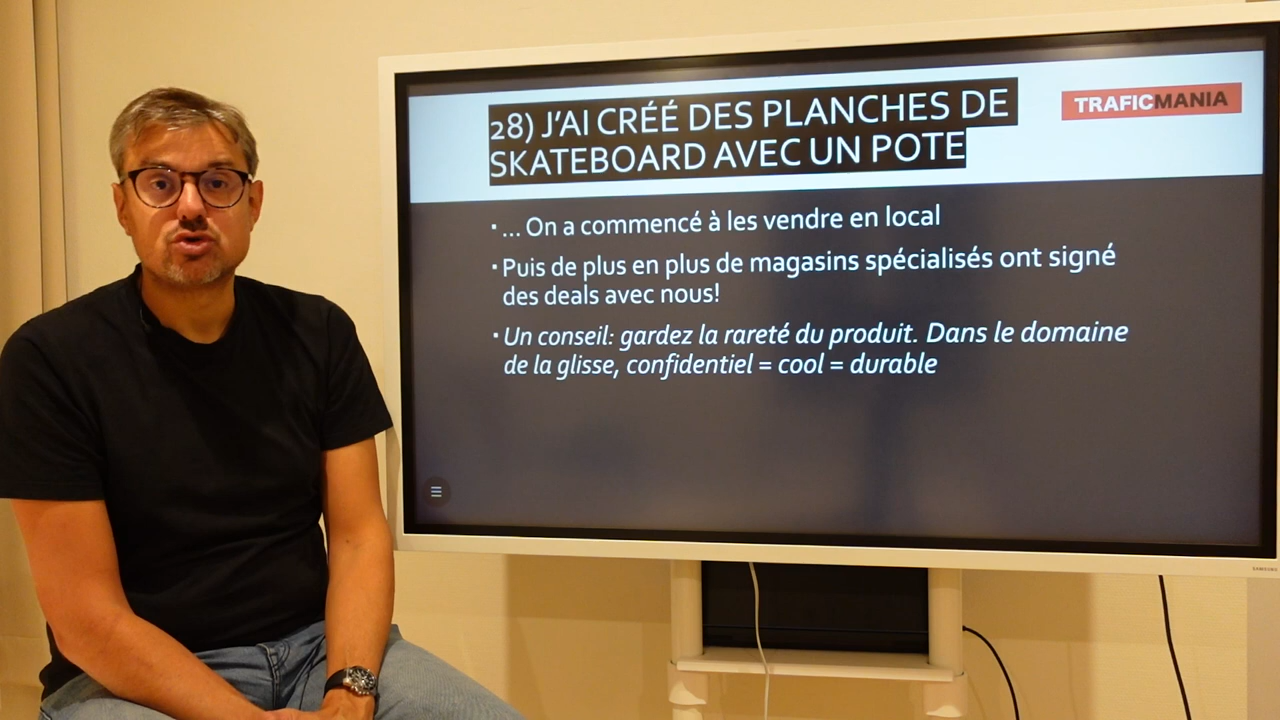 28) J'AI CRÉÉ DES PLANCHES DE
SKATEBOARD AVEC UN POTE
TRAFICMANIA
▪ ... On a commencé à les vendre en local
▪ Puis de plus en plus de magasins spécialisés ont signé
des deals avec nous!
▪ Un conseil: gardez la rareté du produit. Dans le domaine
de la glisse, confidentiel = cool = durable
SAMSUNG